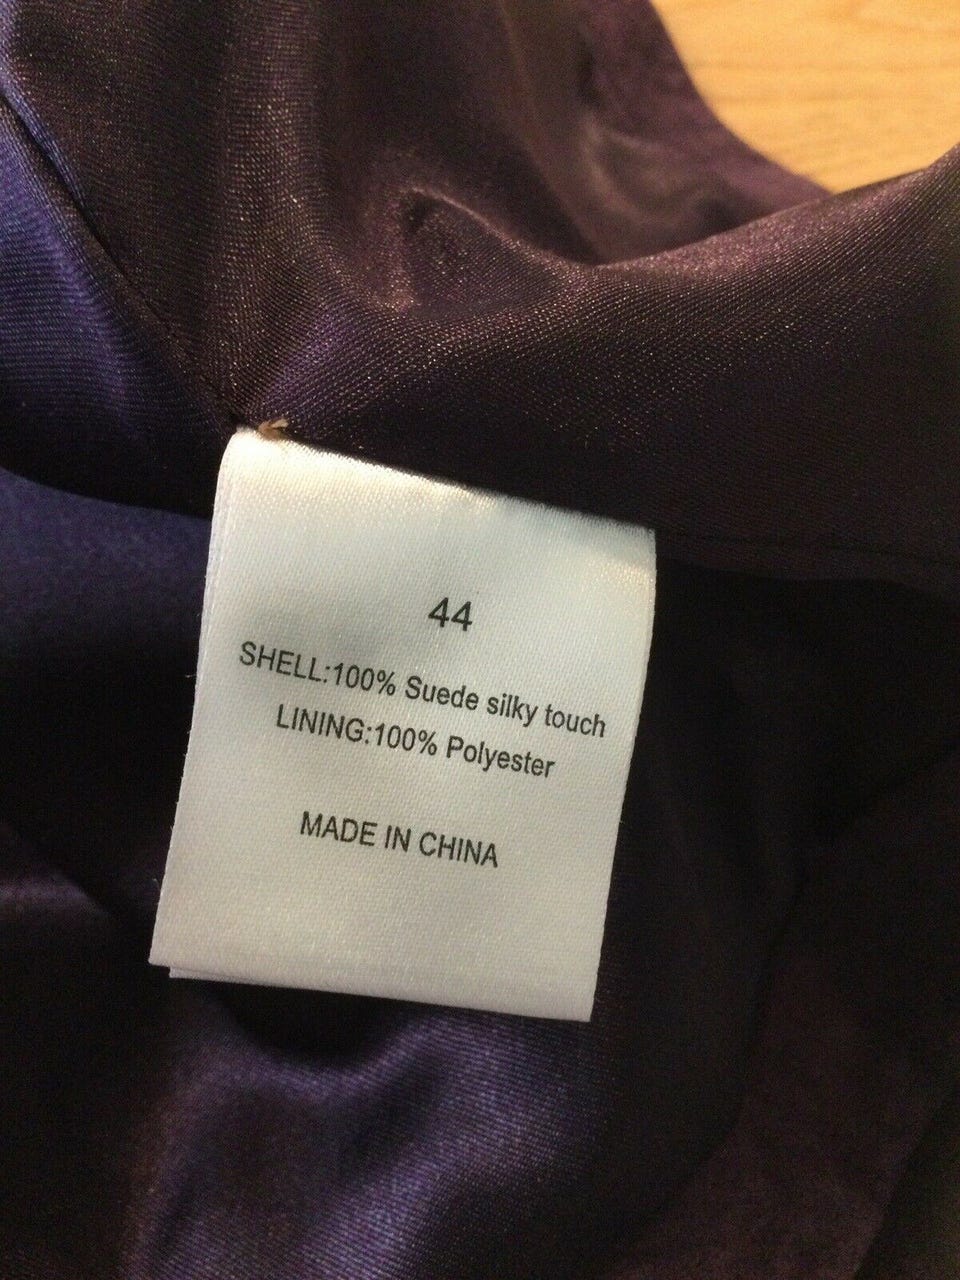 44
SHELL:100% Suede silky touch
LINING:100% Polyester
MADE IN CHINA